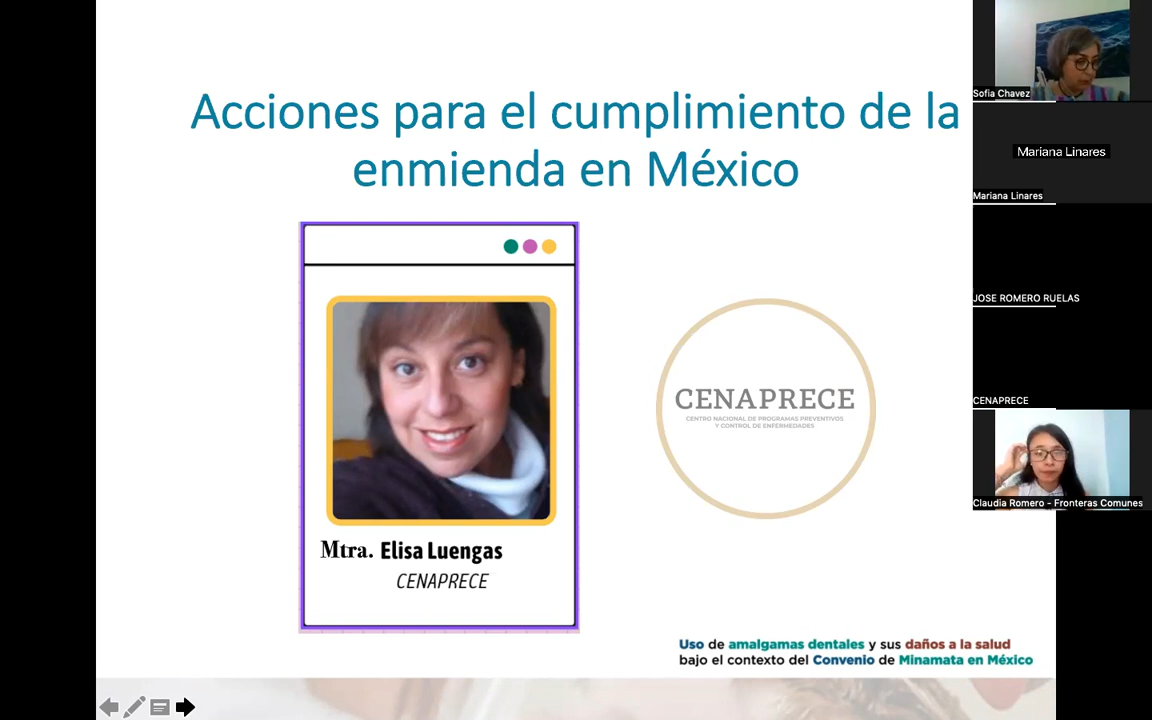 Acciones para el cumplimiento de la
enmienda en México
Mtra. Elisa Luengas
CENAPRECE
CENAPRECE
CENTRO NACIONAL DE PROGRAMAS PREVENTIVOS
Y CONTROL DE ENFERMEDADES
Uso de amalgamas dentales y sus daños a la salud
bajo el contexto del Convenio de Minamata en México
Sofia Chavez
Mariana Linares
Mariana Linares
JOSE ROMERO RUELAS
CENAPRECE
Claudia Romero - Fronteras Comunes